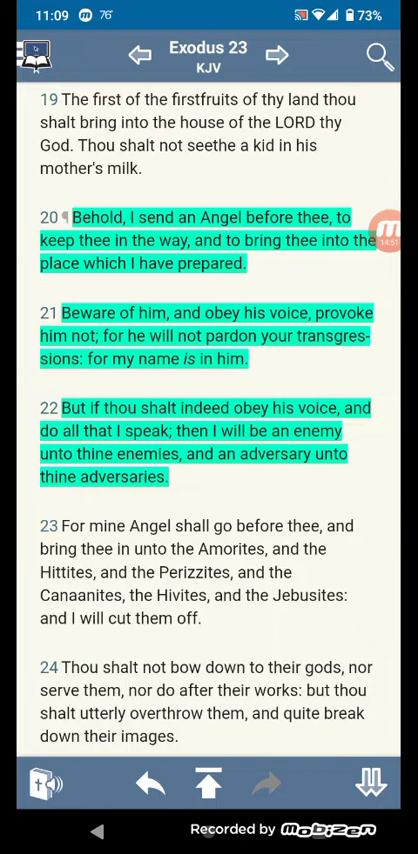 11:09 76° 73%
Exodus 23
KJV
19 The first of the firstfruits of thy land thou
shalt bring into the house of the LORD thy
God. Thou shalt not seethe a kid in his
mother's milk.
20 ¶ Behold, I send an Angel before thee, to
keep thee in the way, and to bring thee into the
place which I have prepared.
14:51
21 Beware of him, and obey his voice, provoke
him not; for he will not pardon your transgres-
sions: for my name is in him.
22 But if thou shalt indeed obey his voice, and
do all that I speak; then I will be an enemy
unto thine enemies, and an adversary unto
thine adversaries.
23 For mine Angel shall go before thee, and
bring thee in unto the Amorites, and the
Hittites, and the Perizzites, and the
Canaanites, the Hivites, and the Jebusites:
and I will cut them off.
24 Thou shalt not bow down to their gods, nor
serve them, nor do after their works: but thou
shalt utterly overthrow them, and quite break
down their images.
Recorded by mobizen